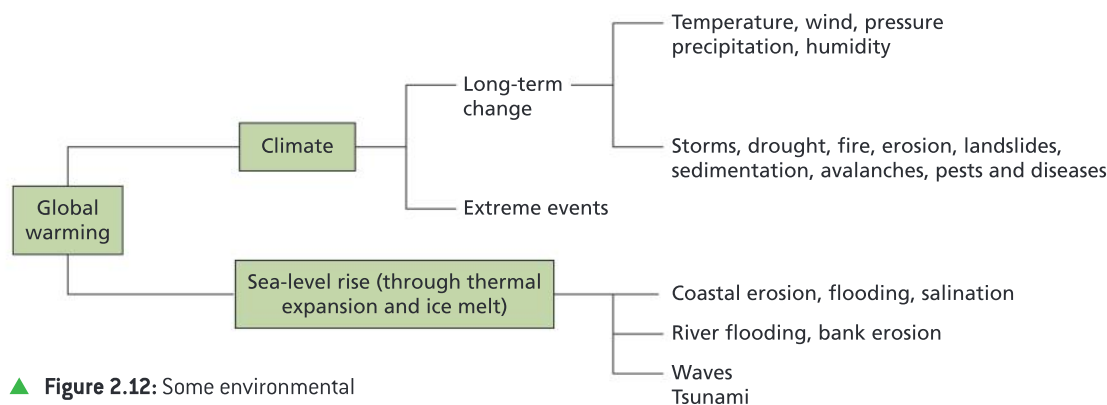 Temperature, wind, pressure
precipitation, humidity
Long-term
change
Climate
Storms, drought, fire, erosion, landslides,
sedimentation, avalanches, pests and diseases
Extreme events
Global
warming
Sea-level rise (through thermal
expansion and ice melt)
Coastal erosion, flooding, salination
River flooding, bank erosion
Waves
Tsunami
▲ Figure 2.12: Some environmental